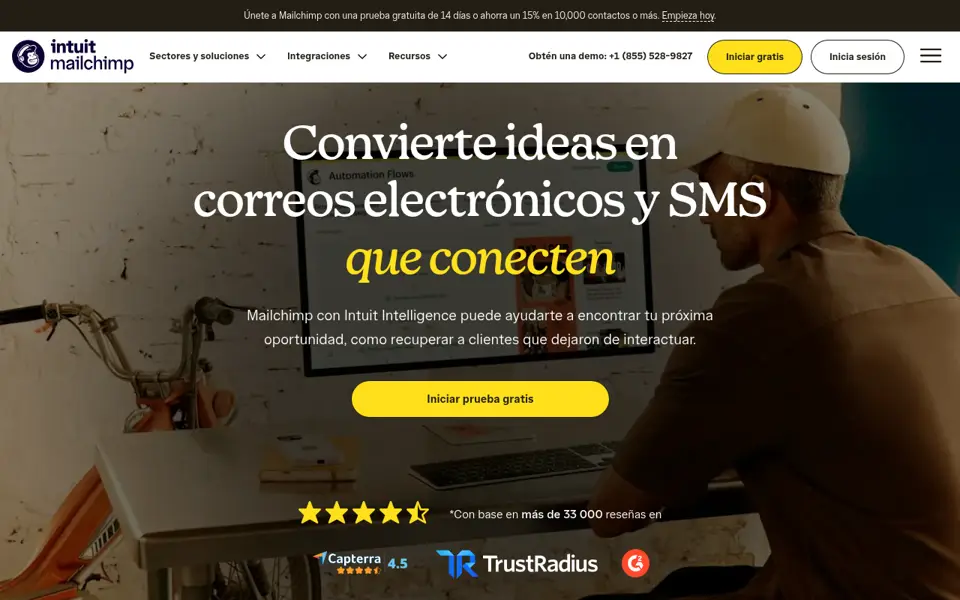 Únete a Mailchimp con una prueba gratuita de 14 días o ahorra un 15% en 10,000 contactos o más. Empieza hoy.
intuit
mailchimp
Sectores y soluciones
Integraciones
Recursos
Obtén una demo: +1 (855) 528-9827
Iniciar gratis
Inicia sesión
Automation Flows
Convierte ideas en
correos electrónicos y SMS
que conecten
Mailchimp con Intuit Intelligence puede ayudarte a encontrar tu próxima
oportunidad, como recuperar a clientes que dejaron de interactuar.
Iniciar prueba gratis
*Con base en más de 33 000 reseñas en
Capterra 4.5
TrustRadius
G2